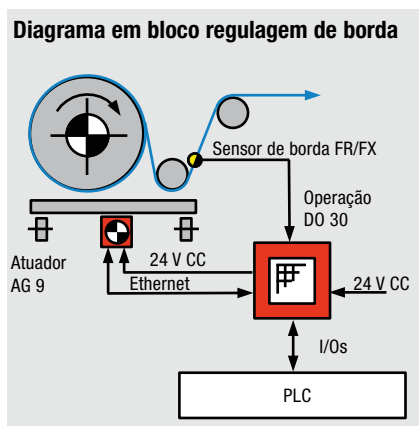 Diagrama em bloco regulagem de borda
Sensor de borda FR/FX
Operação
DO 30
Atuador
AG 9
24 V CC
Ethernet
24 V CC
I/Os
PLC